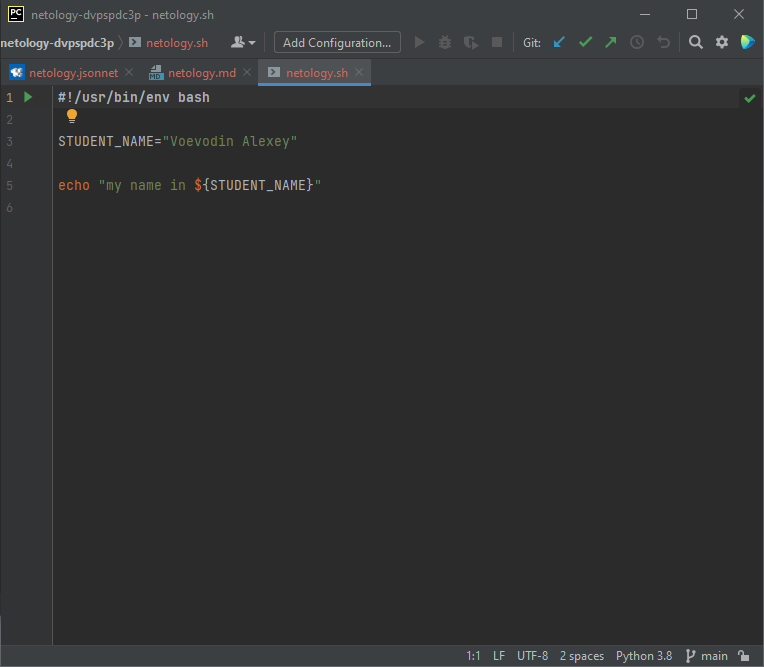 PC netology-dvpspdc3p - netology.sh
netology-dvpspdc3p netology.sh Add Configuration... Git:
netology.jsonnet MD netology.md netology.sh
1 #!/usr/bin/env bash
2
3 STUDENT_NAME="Voevodin Alexey"
4
5 echo "my name in ${STUDENT_NAME}"
6
1:1 LF UTF-8 2 spaces Python 3.8 main